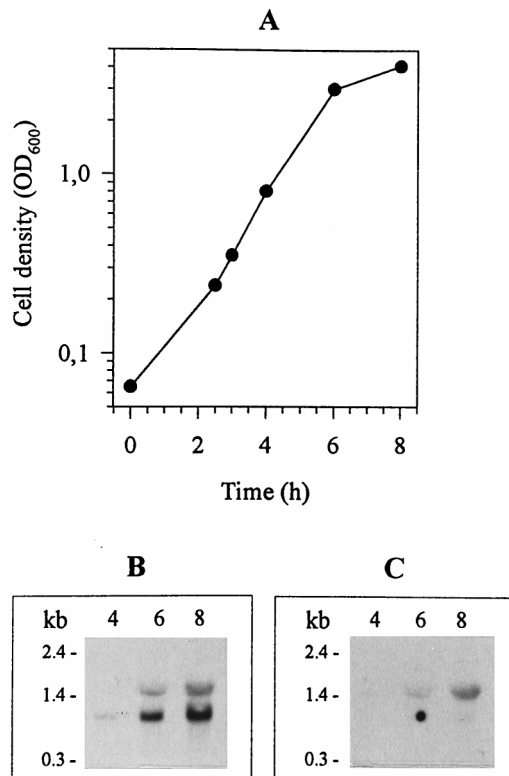 A
Cell density (OD600)
1,0
0,1
0 2 4 6 8
Time (h)
B
kb 4 6 8
2.4 -
1.4 -
0.3 -
C
kb 4 6 8
2.4 -
1.4 -
0.3 -